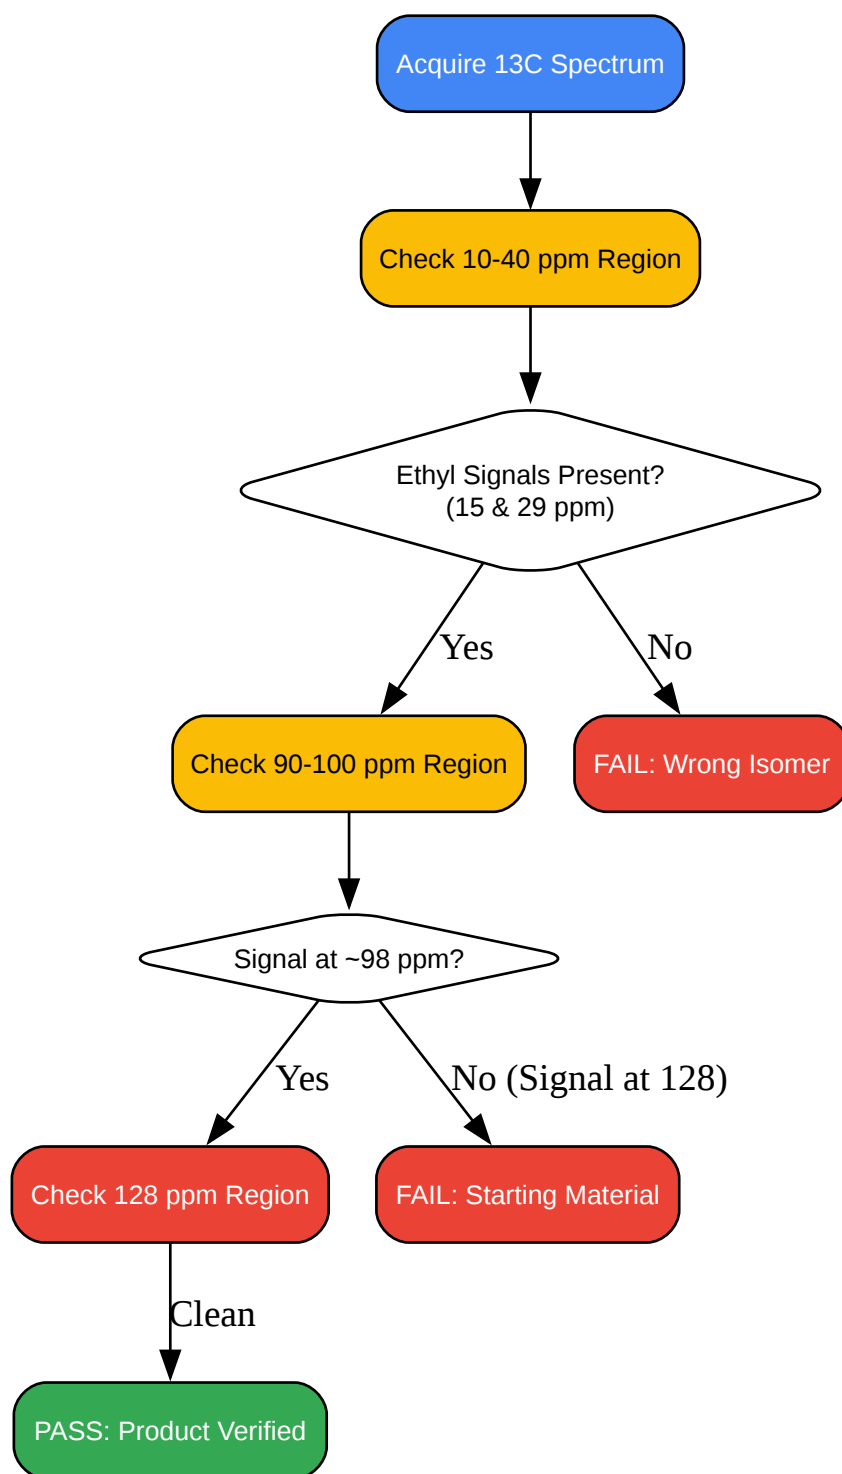 Acquire 13C Spectrum
Check 10-40 ppm Region
Ethyl Signals Present?
(15 & 29 ppm)
Yes
No
Check 90-100 ppm Region
FAIL: Wrong Isomer
Signal at ~98 ppm?
Yes
No (Signal at 128)
Check 128 ppm Region
FAIL: Starting Material
Clean
PASS: Product Verified